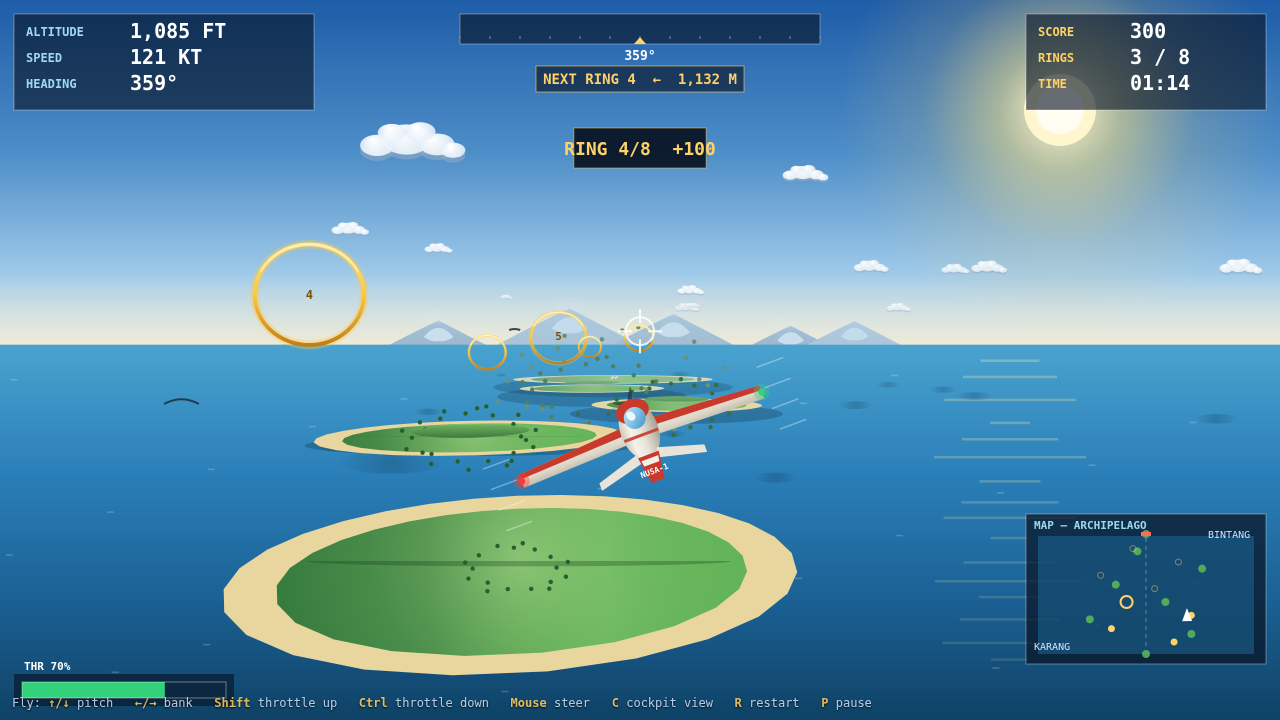 ALTITUDE 1,085 FT
SPEED 121 KT
HEADING 359°
359°
NEXT RING 4 ← 1,132 M
SCORE 300
RINGS 3 / 8
TIME 01:14
RING 4/8 +100
4
5
NUSA-1
MAP — ARCHIPELAGO
BINTANG
KARANG
THR 70%
Fly: ↑/↓ pitch ←/→ bank Shift throttle up Ctrl throttle down Mouse steer C cockpit view R restart P pause